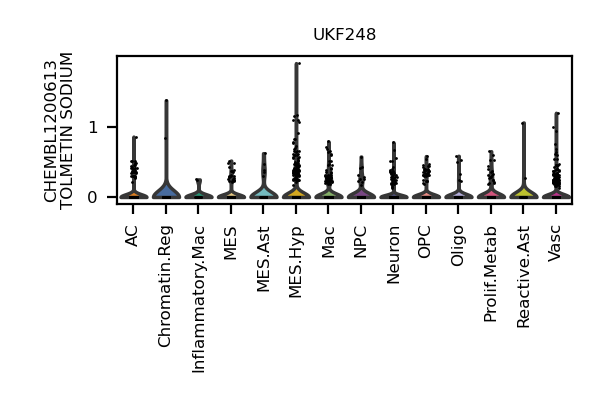 UKF248
CHEMBL1200613
TOLMETIN SODIUM
1
0
AC
Chromatin.Reg
Inflammatory.Mac
MES
MES.Ast
MES.Hyp
Mac
NPC
Neuron
OPC
Oligo
Prolif.Metab
Reactive.Ast
Vasc